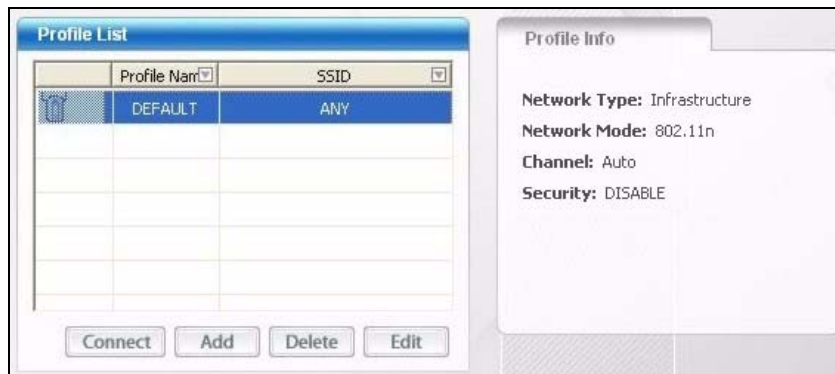 Profile List
Profile Nam SSID
DEFAULT ANY
Connect Add Delete Edit
Profile Info
Network Type: Infrastructure
Network Mode: 802.11n
Channel: Auto
Security: DISABLE